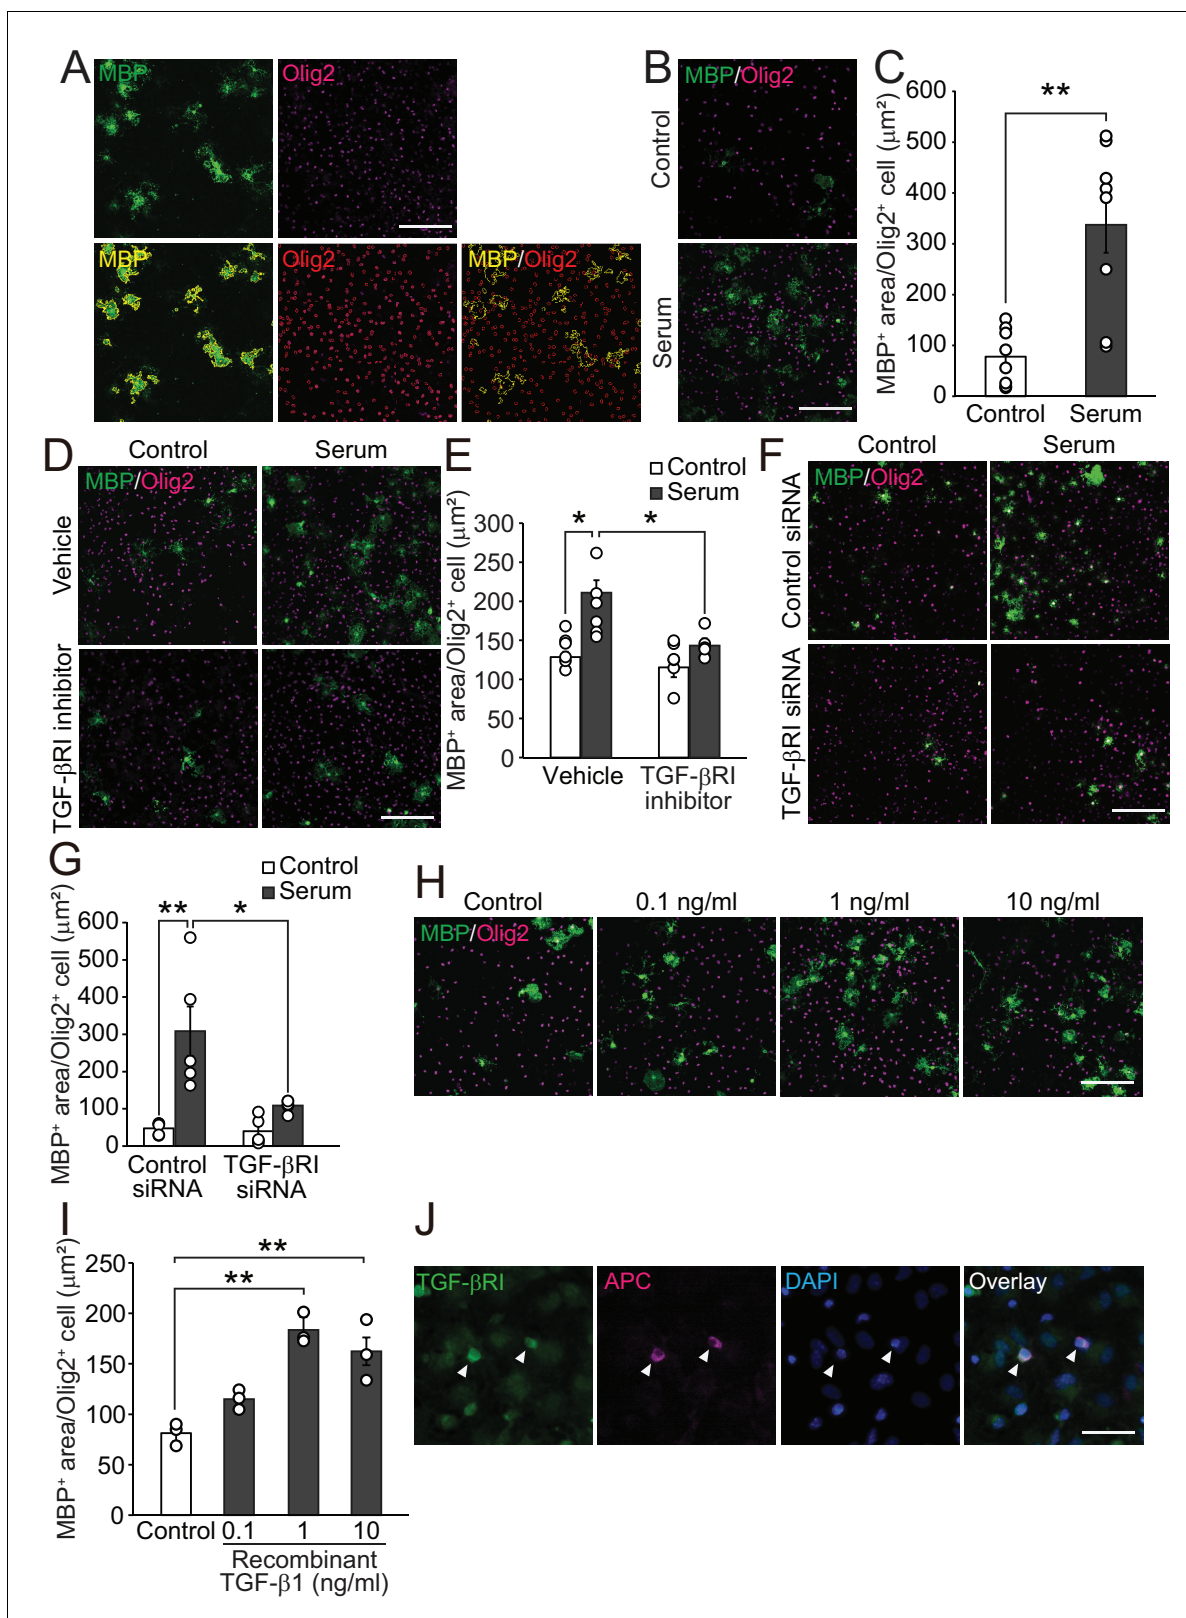 A
MBP
Olig2
MBP
Olig2
MBP/Olig2
B
MBP/Olig2
Control
Serum
C
MBP⁺ area/Olig2⁺ cell (μm²)
600
500
400
300
200
100
0
**
Control Serum
D
Control Serum
MBP/Olig2
Vehicle
TGF-βRI inhibitor
E
Control
Serum
MBP⁺ area/Olig2⁺ cell (μm²)
300
250
200
150
100
50
0
* *
Vehicle TGF-βRI
inhibitor
F
Control Serum
MBP/Olig2
Control siRNA
TGF-βRI siRNA
G
Control
Serum
MBP⁺ area/Olig2⁺ cell (μm²)
600
500
400
300
200
100
0
** *
Control TGF-βRI
siRNA siRNA
H
Control 0.1 ng/ml 1 ng/ml 10 ng/ml
MBP/Olig2
I
MBP⁺ area/Olig2⁺ cell (μm²)
250
200
150
100
50
0
**
**
Control 0.1 1 10
Recombinant
TGF-β1 (ng/ml)
J
TGF-βRI
APC
DAPI
Overlay